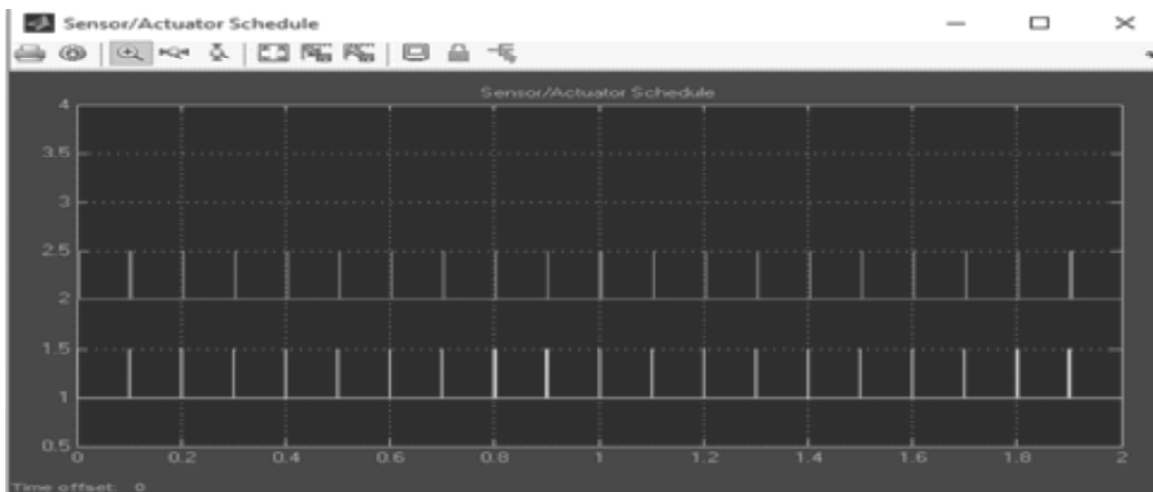 Sensor/Actuator Schedule
Sensor/Actuator Schedule
4
3.5
3
2.5
2
1.5
1
0.5
0 0.2 0.4 0.6 0.8 1 1.2 1.4 1.6 1.8 2
Time offset: 0